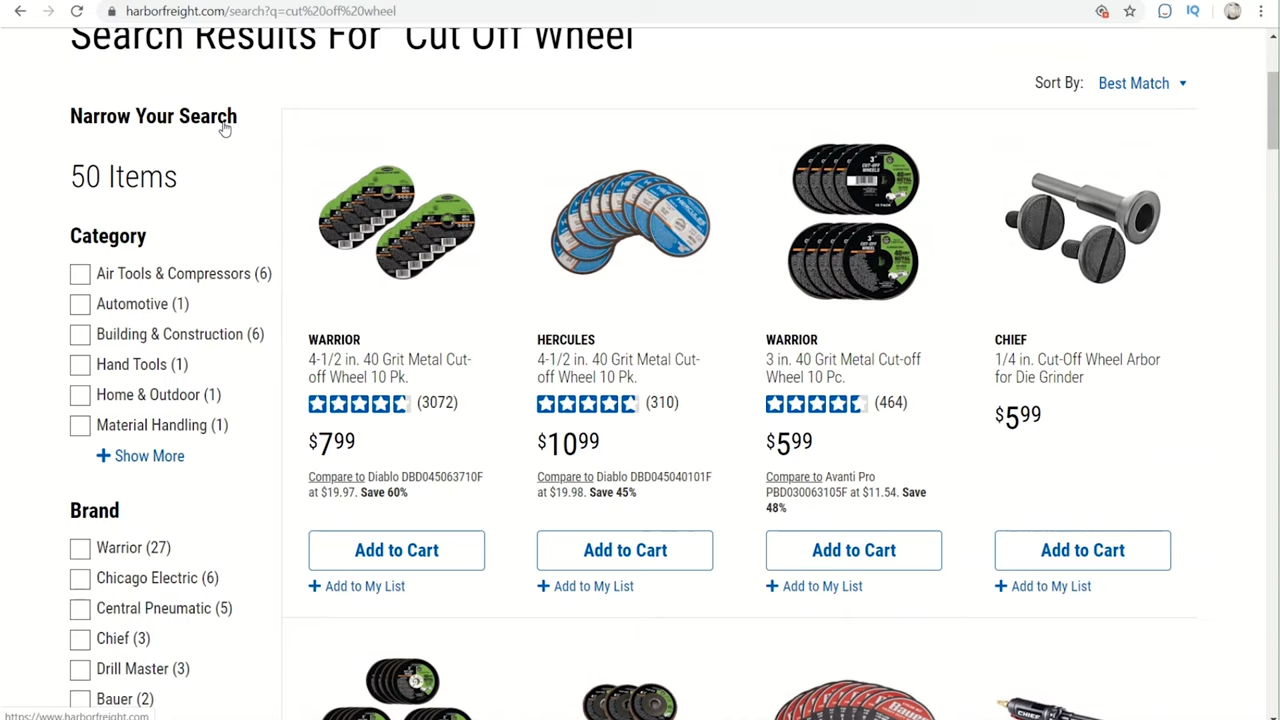 harborfreight.com/search?q=cut%20off%20wheel
Search Results For "Cut Off Wheel"
Sort By: Best Match
Narrow Your Search
50 Items
Category
Air Tools & Compressors (6)
Automotive (1)
Building & Construction (6)
Hand Tools (1)
Home & Outdoor (1)
Material Handling (1)
+ Show More
Brand
Warrior (27)
Chicago Electric (6)
Central Pneumatic (5)
Chief (3)
Drill Master (3)
Bauer (2)
WARRIOR
4-1/2 in. 40 Grit Metal Cut-
off Wheel 10 Pk.
(3072)
$7.99
Compare to Diablo DBD045063710F
at $19.97. Save 60%
Add to Cart
+ Add to My List
HERCULES
4-1/2 in. 40 Grit Metal Cut-
off Wheel 10 Pk.
(310)
$10.99
Compare to Diablo DBD045040101F
at $19.98. Save 45%
Add to Cart
+ Add to My List
3"
CUT-OFF
WHEELS
WARRIOR
3 in. 40 Grit Metal Cut-off
Wheel 10 Pc.
(464)
$5.99
Compare to Avanti Pro
PBD030063105F at $11.54. Save
48%
Add to Cart
+ Add to My List
CHIEF
1/4 in. Cut-Off Wheel Arbor
for Die Grinder
$5.99
Add to Cart
+ Add to My List
Bauer
CHIEF
https://www.harborfreight.com